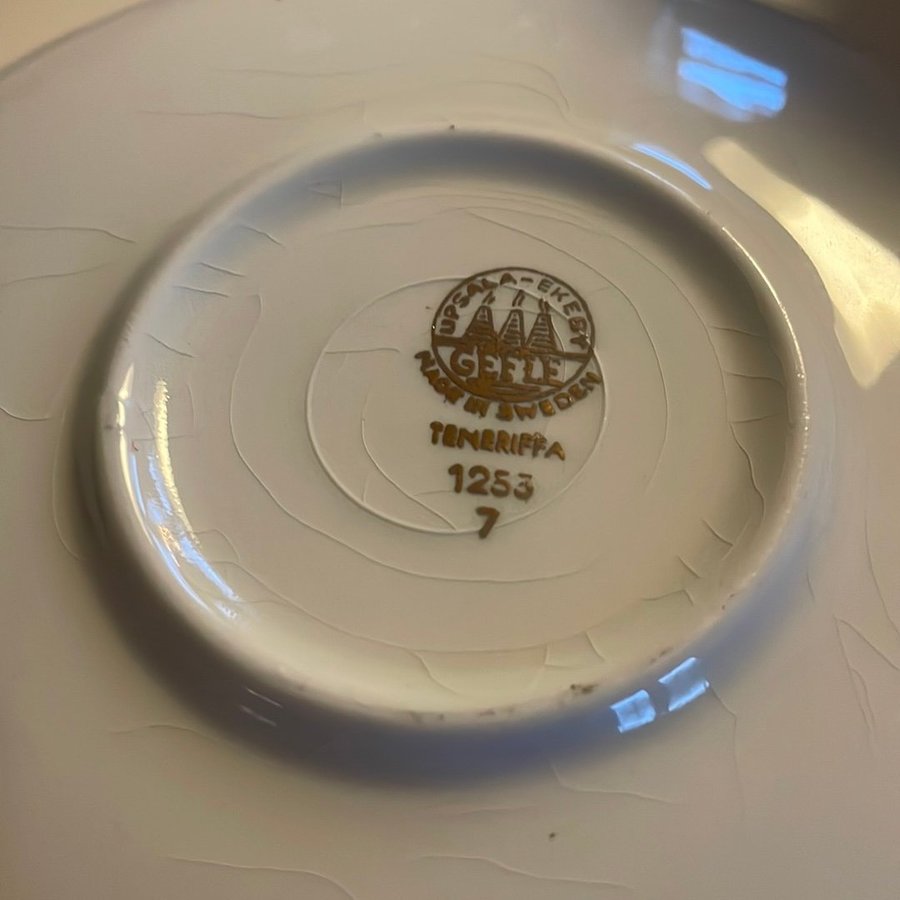 UPSALA-EKEBY
GEFLE
MADE IN SWEDEN
TENERIFFA
1253
7